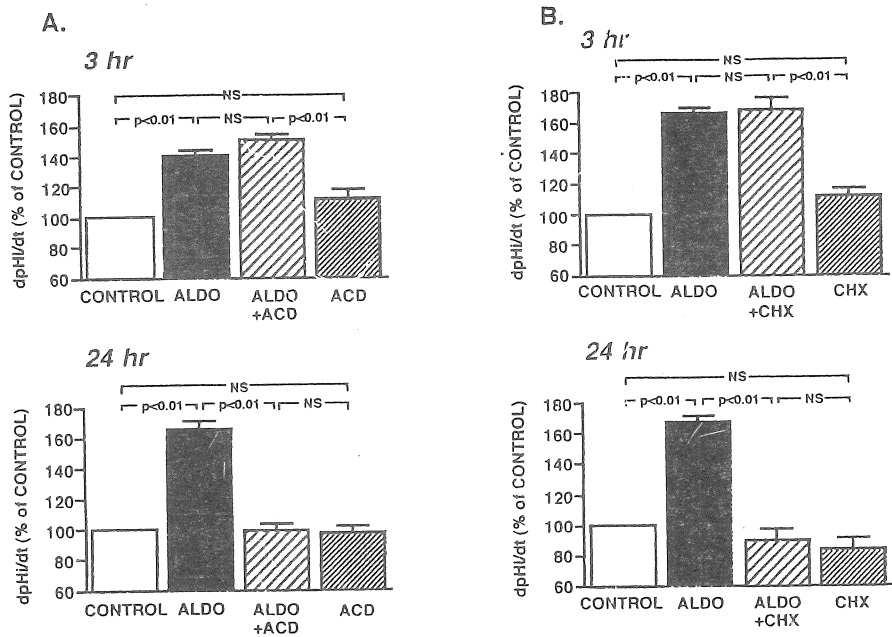 A.
3 hr
NS
p<0.01 NS p<0.01
dpHI/dt (% of CONTROL)
180
160
140
120
100
80
60
CONTROL ALDO ALDO +ACD ACD
24 hr
NS
p<0.01 p<0.01 NS
dpHi/dt (% of CONTROL)
180
160
140
120
100
80
60
CONTROL ALDO ALDO +ACD ACD
B.
3 hr
NS
p<0.01 NS p<0.01
dpHI/dt (% of CONTROL)
180
160
140
120
100
80
60
CONTROL ALDO ALDO +CHX CHX
24 hr
NS
p<0.01 p<0.01 NS
dpHI/dt (% of CONTROL)
180
160
140
120
100
80
60
CONTROL ALDO ALDO +CHX CHX